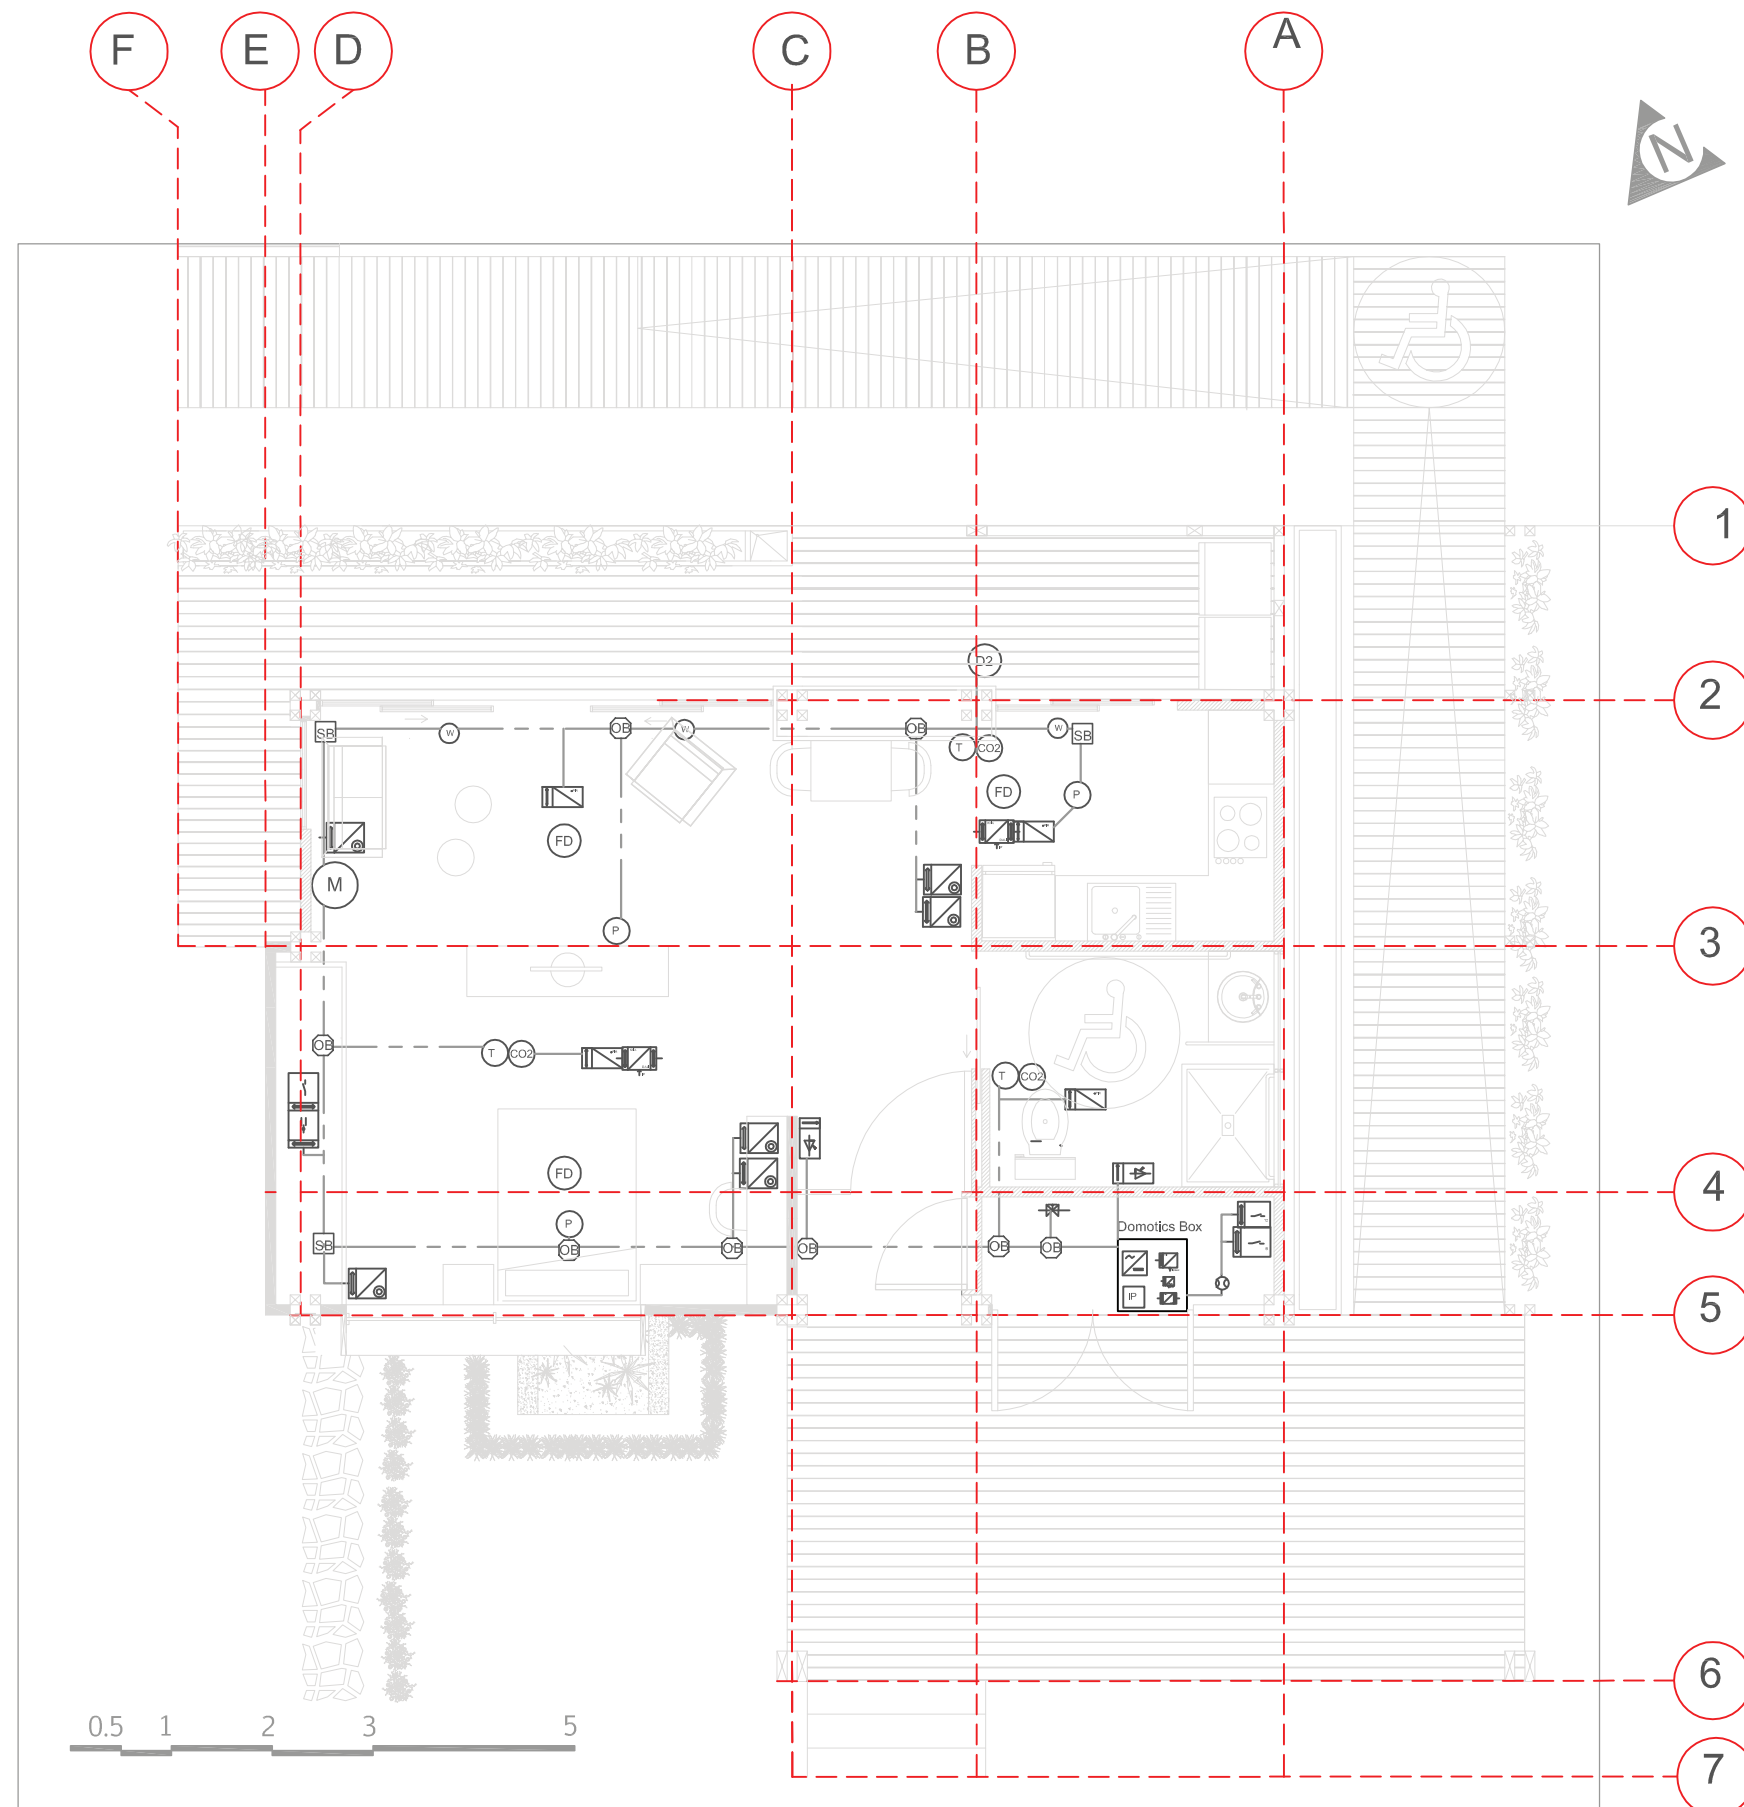 F E D C B A
N
1
D2
2
SB W OB W OB W SB
T CO2
FD P
FD
M
P
3
OB T CO2
T CO2
FD
4
P
Domotics Box
SB OB OB OB OB OB
IP
5
6
0.5 1 2 3 5
7